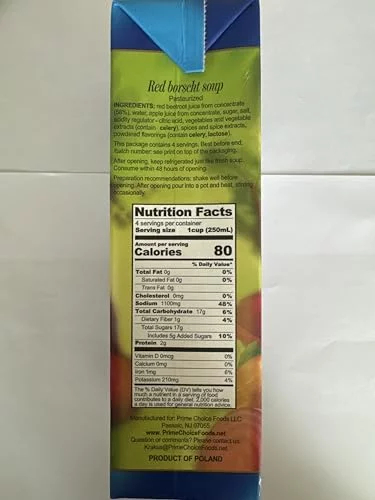 Red borscht soup
Pasteurized
INGREDIENTS: red beetroot juice from concentrate
(56%), water, apple juice from concentrate, sugar, salt,
acidity regulator - citric acid, vegetables and vegetable
extracts (contain celery), spices and spice extracts,
powdered flavorings (contain celery, lactose).
This package contains 4 servings. Best before end,
batch number: see print on top of the packaging.
After opening, keep refrigerated just like fresh soup.
Consume within 48 hours of opening.
Preparation recommendations: shake well before
opening. After opening pour into a pot and heat, stirring
occasionally.
Nutrition Facts
4 servings per container
Serving size 1cup (250mL)
Amount per serving
Calories 80
% Daily Value*
Total Fat 0g 0%
Saturated Fat 0g 0%
Trans Fat 0g
Cholesterol 0mg 0%
Sodium 1100mg 48%
Total Carbohydrate 17g 6%
Dietary Fiber 1g 4%
Total Sugars 17g
Includes 5g Added Sugars 10%
Protein 2g
Vitamin D 0mcg 0%
Calcium 0mg 0%
Iron 1mg 6%
Potassium 210mg 4%
* The % Daily Value (DV) tells you how
much a nutrient in a serving of food
contributes to a daily diet. 2,000 calories
a day is used for general nutrition advice.
Manufactured for: Prime Choice Foods,
Passaic, NJ 07055
www.PrimeChoiceFoods.net
Question or comments? Please contact us:
Kraksa@PrimeChoiceFoods.net
PRODUCT OF POLAND